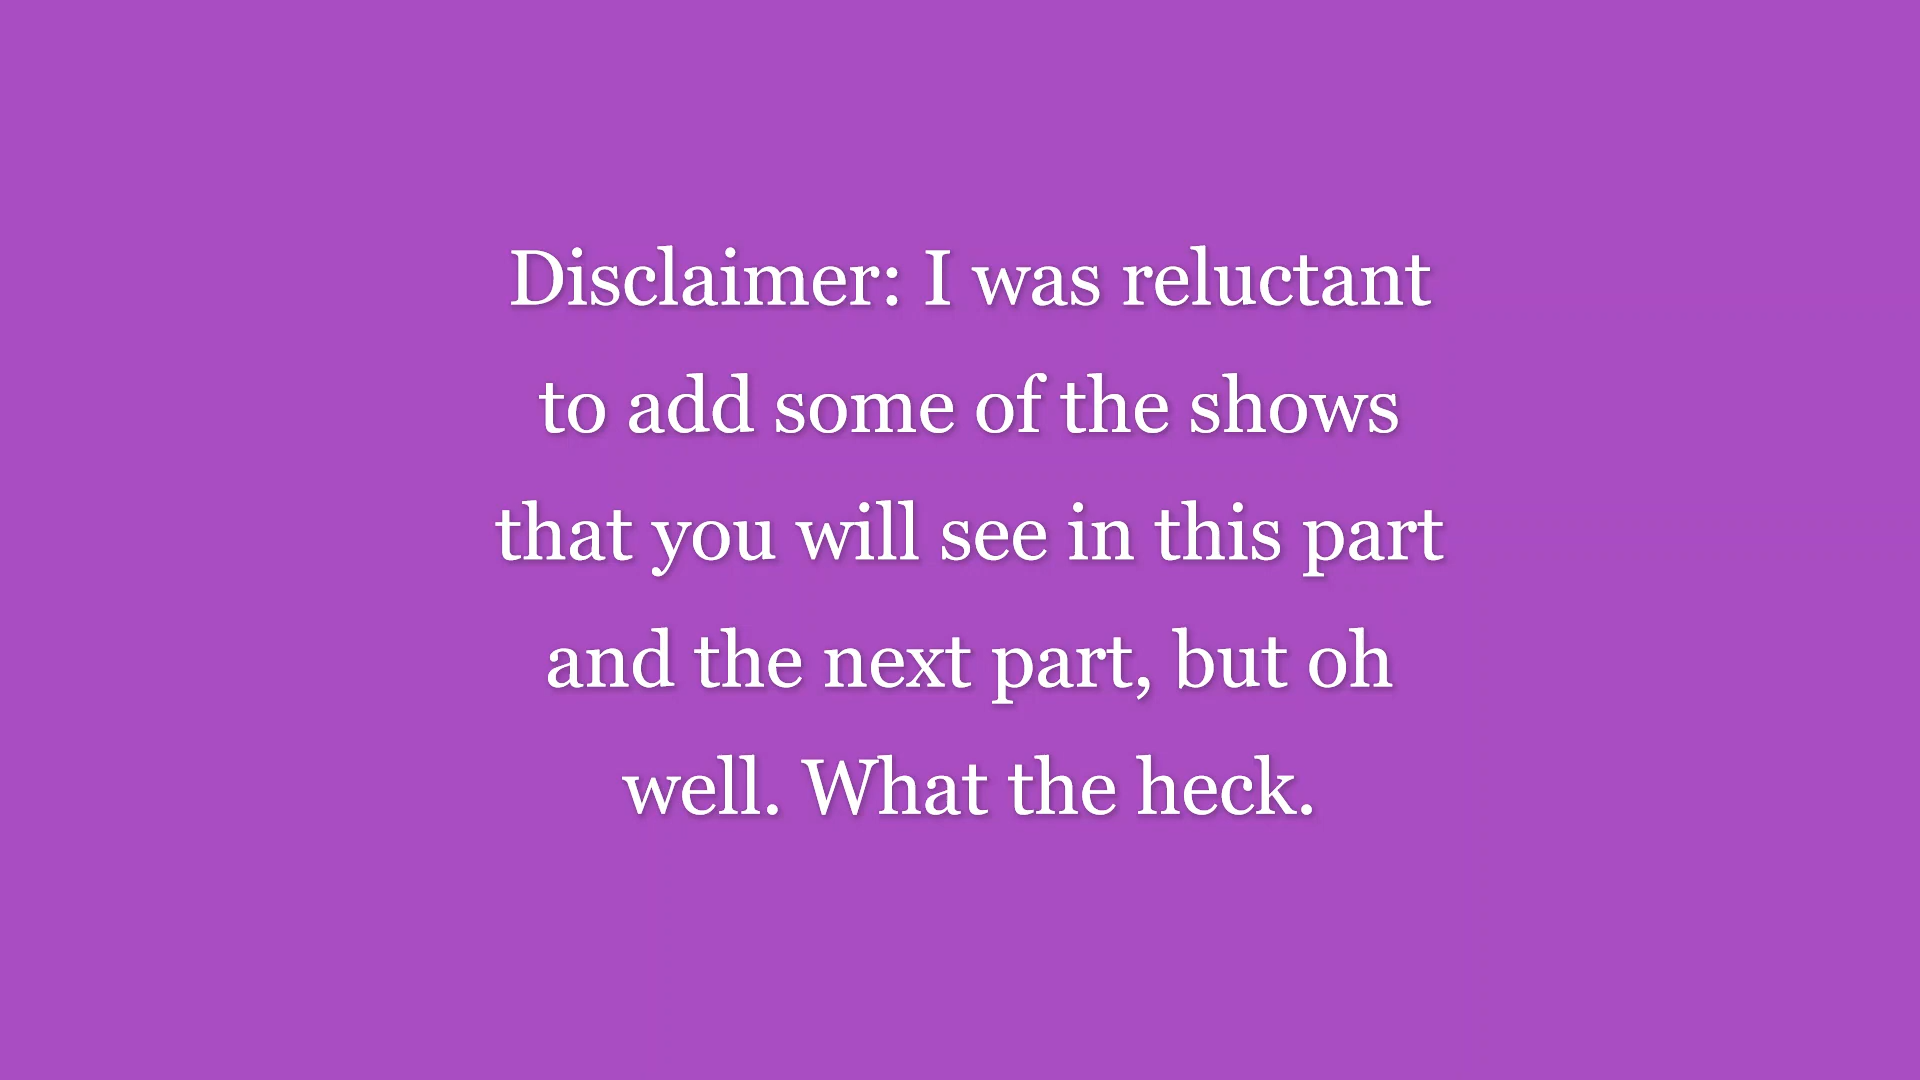 Disclaimer: I was reluctant
to add some of the shows
that you will see in this part
and the next part, but oh
well. What the heck.